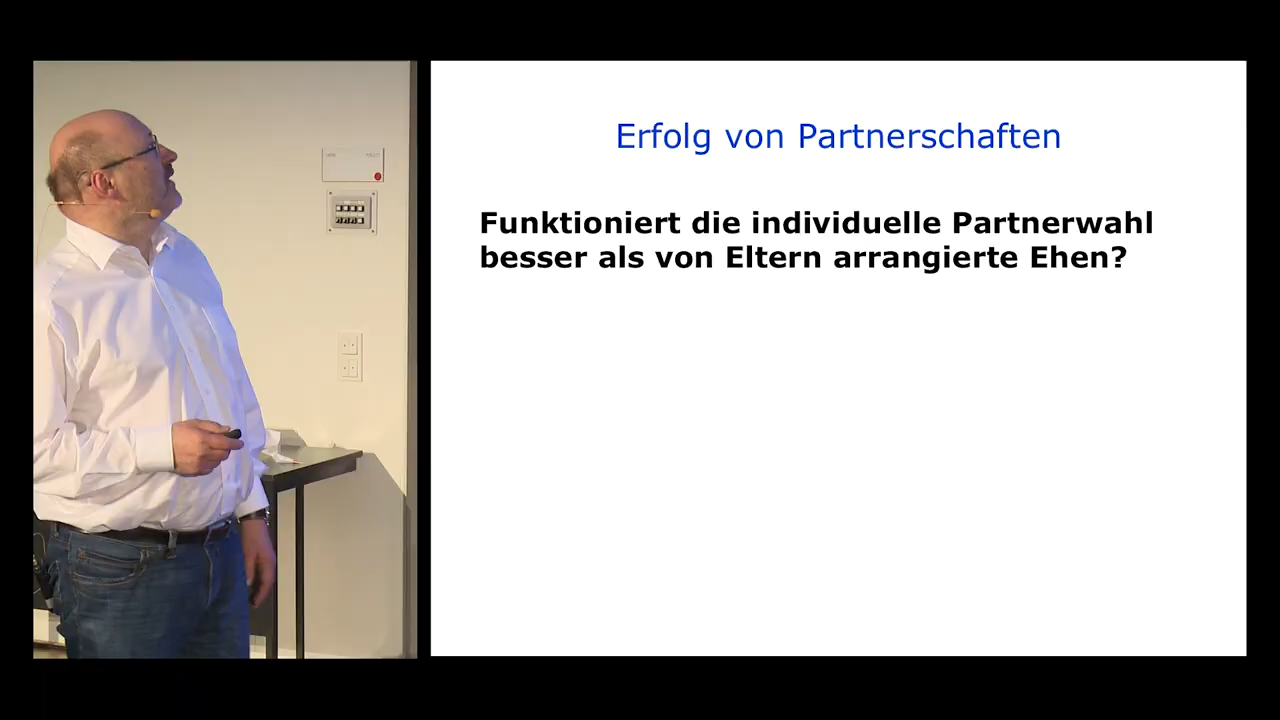 Erfolg von Partnerschaften
Funktioniert die individuelle Partnerwahl
besser als von Eltern arrangierte Ehen?